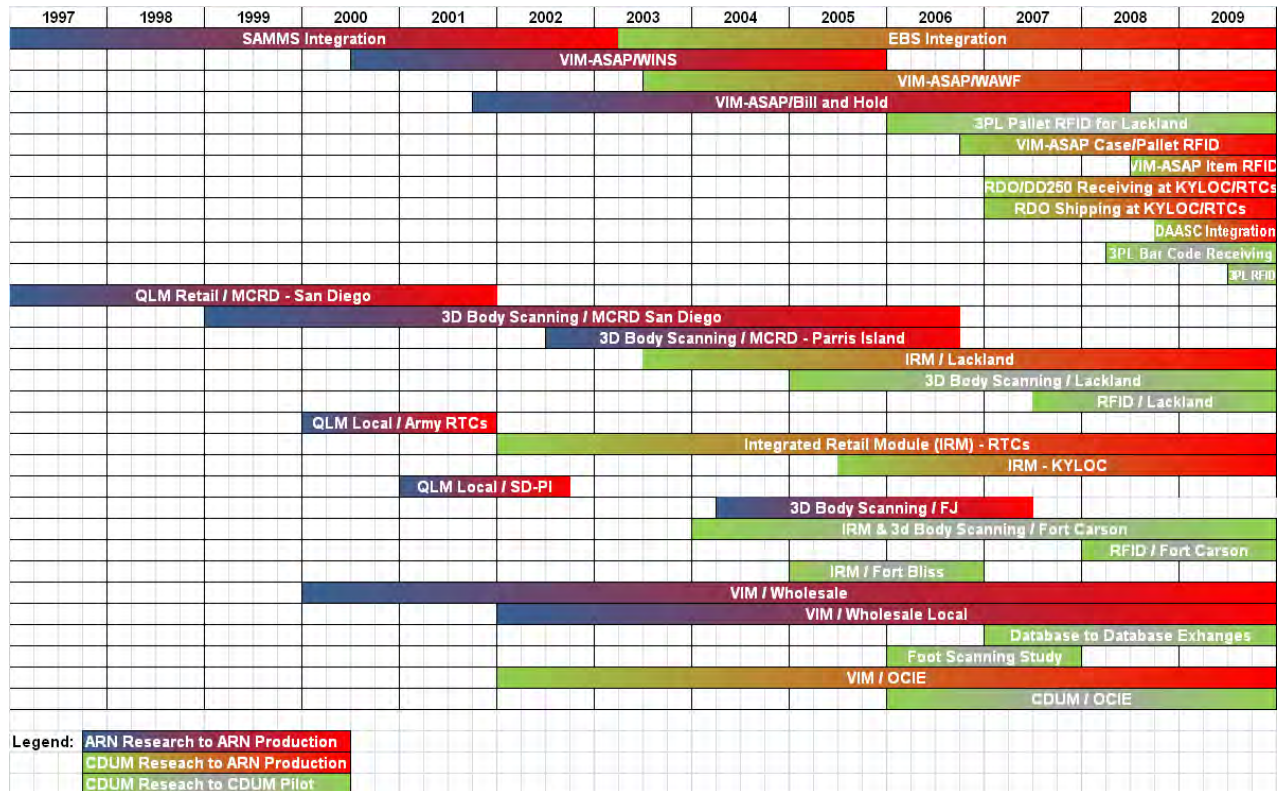 1997 1998 1999 2000 2001 2002 2003 2004 2005 2006 2007 2008 2009
SAMMS Integration EBS Integration
VIM-ASAP/WINS
VIM-ASAP/WAWF
VIM-ASAP/Bill and Hold
3PL Pallet RFID for Lackland
VIM-ASAP Case/Pallet RFID
VIM-ASAP Item RFID
RDO/DD250 Receiving at KYLOC/RTCs
RDO Shipping at KYLOC/RTCs
DAASC Integration
3PL Bar Code Receiving
3PL RFID
QLM Retail / MCRD - San Diego
3D Body Scanning / MCRD San Diego
3D Body Scanning / MCRD - Parris Island
IRM / Lackland
3D Body Scanning / Lackland
RFID / Lackland
QLM Local / Army RTCs
Integrated Retail Module (IRM) - RTCs
IRM - KYLOC
QLM Local / SD-PI
3D Body Scanning / FJ
IRM & 3d Body Scanning / Fort Carson
RFID / Fort Carson
IRM / Fort Bliss
VIM / Wholesale
VIM / Wholesale Local
Database to Database Exhanges
Foot Scanning Study
VIM / OCIE
CDUM / OCIE
Legend: ARN Research to ARN Production
CDUM Reseach to ARN Production
CDUM Reseach to CDUM Pilot